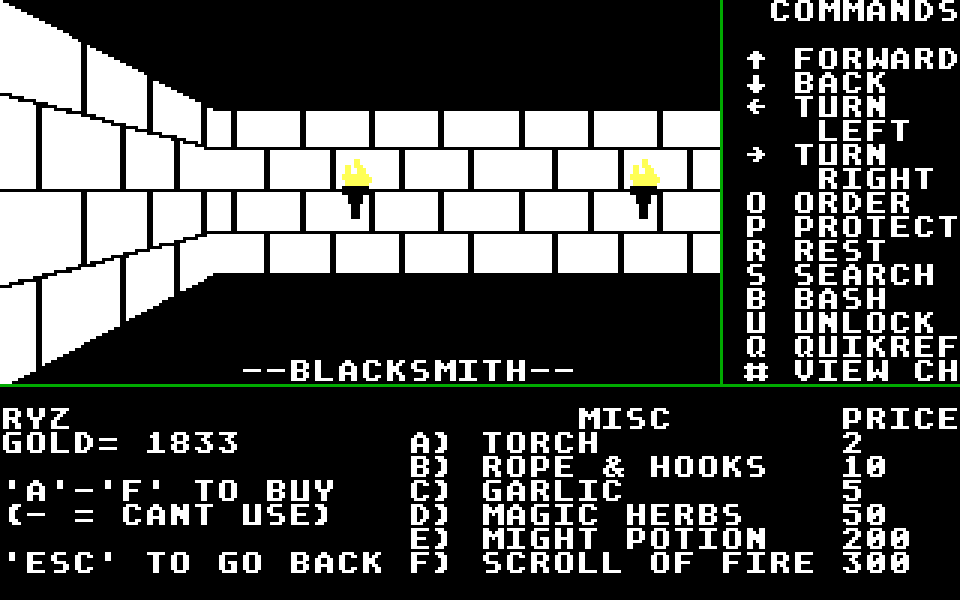 COMMANDS
↑ FORWARD
↓ BACK
← TURN
LEFT
→ TURN
RIGHT
O ORDER
P PROTECT
R REST
S SEARCH
B BASH
U UNLOCK
Q QUIKREF
# VIEW CH
--BLACKSMITH--
RYZ MISC PRICE
GOLD= 1833 A) TORCH 2
B) ROPE & HOOKS 10
'A'-'F' TO BUY C) GARLIC 5
(- = CANT USE) D) MAGIC HERBS 50
E) MIGHT POTION 200
'ESC' TO GO BACK F) SCROLL OF FIRE 300